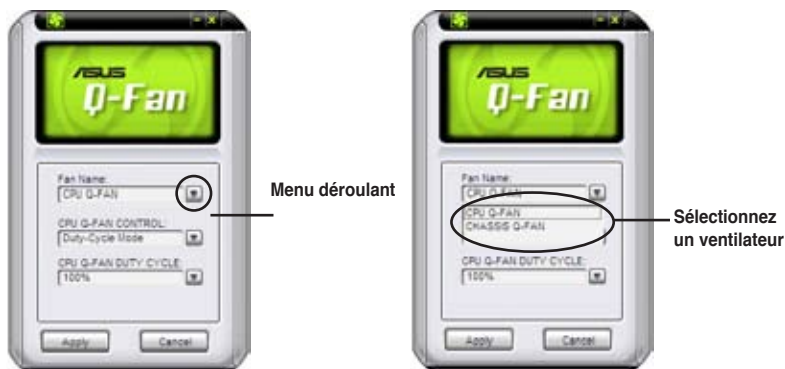 ASUS
Q-Fan
Fan Name:
CPU Q-FAN
CPU Q-FAN CONTROL:
Duty-Cycle Mode
CPU Q-FAN DUTY CYCLE:
100%
Apply
Cancel
Menu déroulant
ASUS
Q-Fan
Fan Name:
CPU Q-FAN
CPU Q-FAN
CHASSIS Q-FAN
CPU Q-FAN DUTY CYCLE:
100%
Apply
Cancel
Sélectionnez
un ventilateur